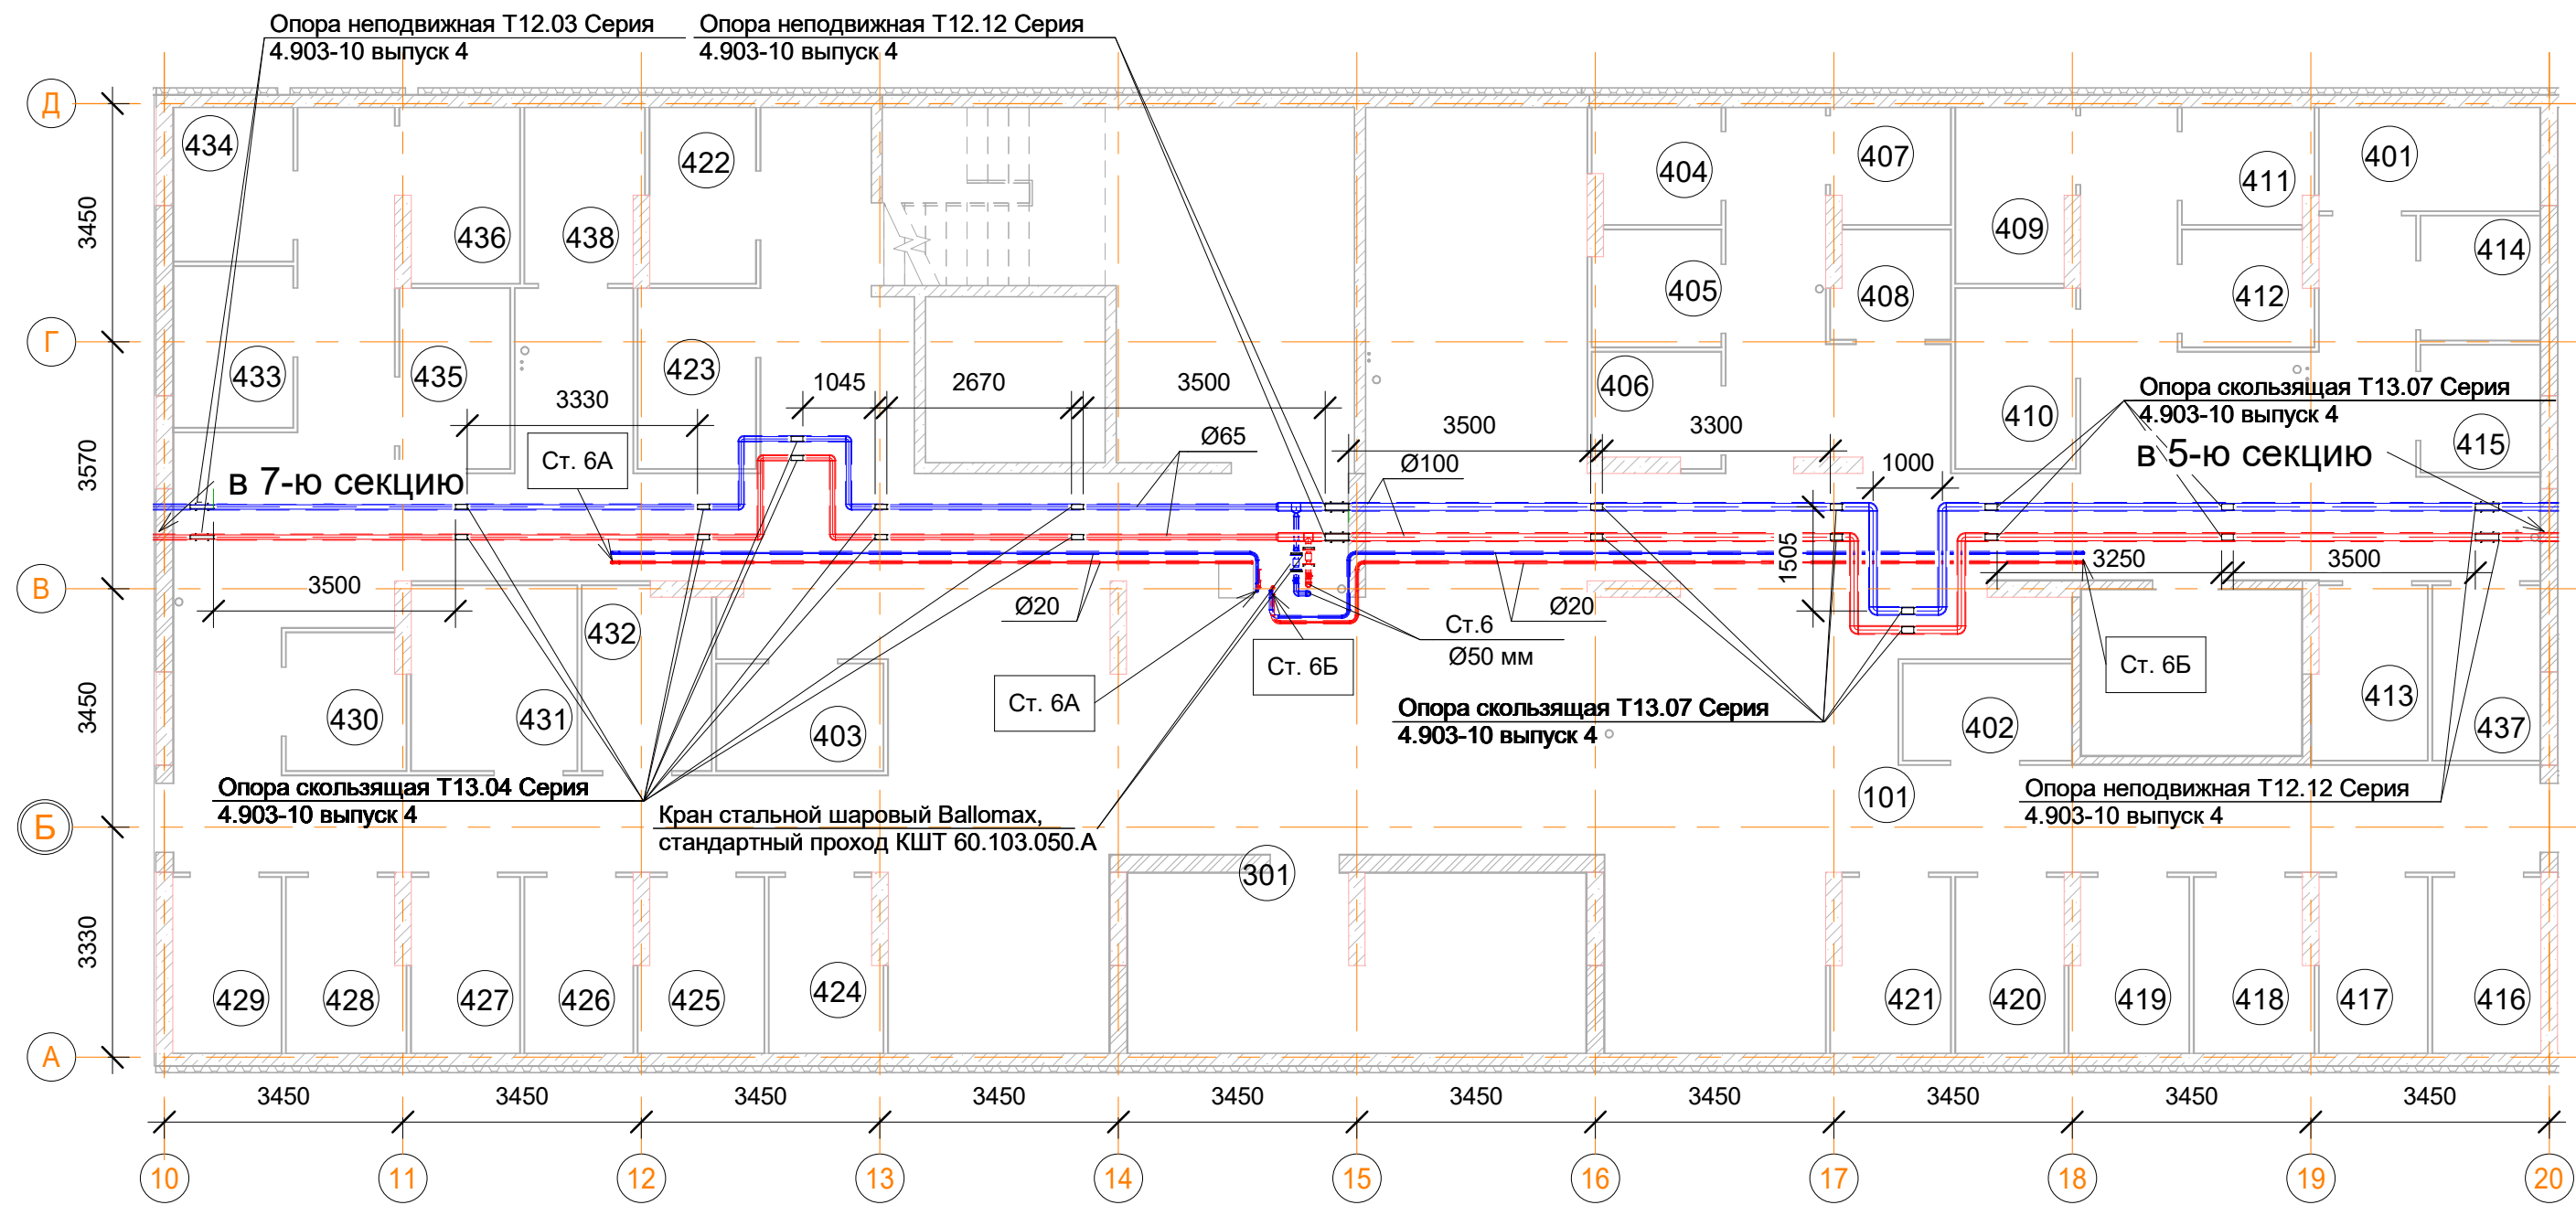 Опора неподвижная Т12.03 Серия
4.903-10 выпуск 4
Опора неподвижная Т12.12 Серия
4.903-10 выпуск 4
Д
434
422
404
407
411
401
3450
436
438
409
414
405
408
412
Г
433
435
423
1045
2670
3500
406
410
Опора скользящая Т13.07 Серия
4.903-10 выпуск 4
3330
Ст. 6А
Ø65
3500
3300
415
3570
в 7-ю секцию
Ø100
1000
в 5-ю секцию
1505
3250
3500
В
3500
Ø20
Ø20
432
Ст.6
Ø50 мм
Ст. 6Б
Ст. 6Б
3450
430
431
403
Ст. 6А
Опора скользящая Т13.07 Серия
4.903-10 выпуск 4
402
413
437
Опора скользящая Т13.04 Серия
4.903-10 выпуск 4
101
Опора неподвижная Т12.12 Серия
4.903-10 выпуск 4
Б
Кран стальной шаровый Ballomax,
стандартный проход КШТ 60.103.050.А
301
3330
429
428
427
426
425
424
421
420
419
418
417
416
А
3450
3450
3450
3450
3450
3450
3450
3450
3450
3450
10
11
12
13
14
15
16
17
18
19
20